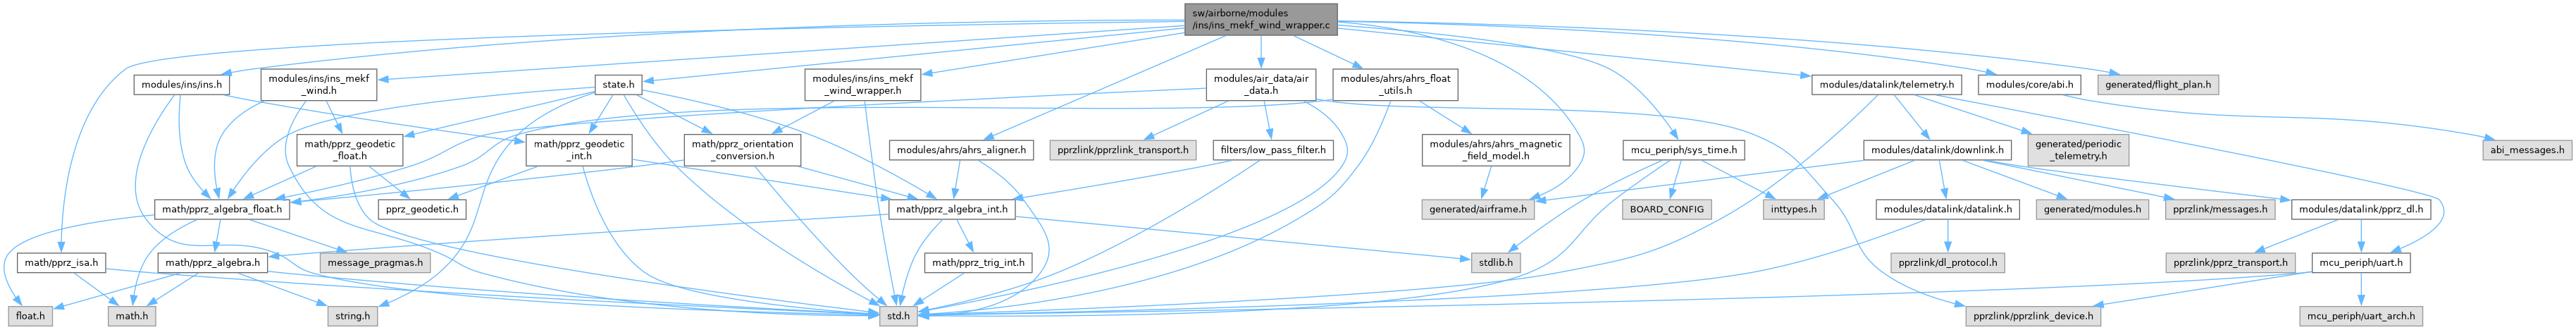 sw/airborne/modules
/ins/ins_mekf_wind_wrapper.c
modules/ins/ins.h
modules/ins/ins_mekf
_wind.h
state.h
modules/ins/ins_mekf
_wind_wrapper.h
modules/air_data/air
_data.h
modules/ahrs/ahrs_float
_utils.h
modules/datalink/telemetry.h
modules/core/abi.h
generated/flight_plan.h
math/pprz_geodetic
_float.h
math/pprz_geodetic
_int.h
math/pprz_orientation
_conversion.h
modules/ahrs/ahrs_aligner.h
pprzlink/pprzlink_transport.h
filters/low_pass_filter.h
modules/ahrs/ahrs_magnetic
_field_model.h
mcu_periph/sys_time.h
modules/datalink/downlink.h
generated/periodic
_telemetry.h
abi_messages.h
math/pprz_algebra_float.h
pprz_geodetic.h
math/pprz_algebra_int.h
generated/airframe.h
BOARD_CONFIG
inttypes.h
modules/datalink/datalink.h
generated/modules.h
pprzlink/messages.h
modules/datalink/pprz_dl.h
math/pprz_isa.h
math/pprz_algebra.h
message_pragmas.h
math/pprz_trig_int.h
stdlib.h
pprzlink/dl_protocol.h
pprzlink/pprz_transport.h
mcu_periph/uart.h
float.h
math.h
string.h
std.h
pprzlink/pprzlink_device.h
mcu_periph/uart_arch.h